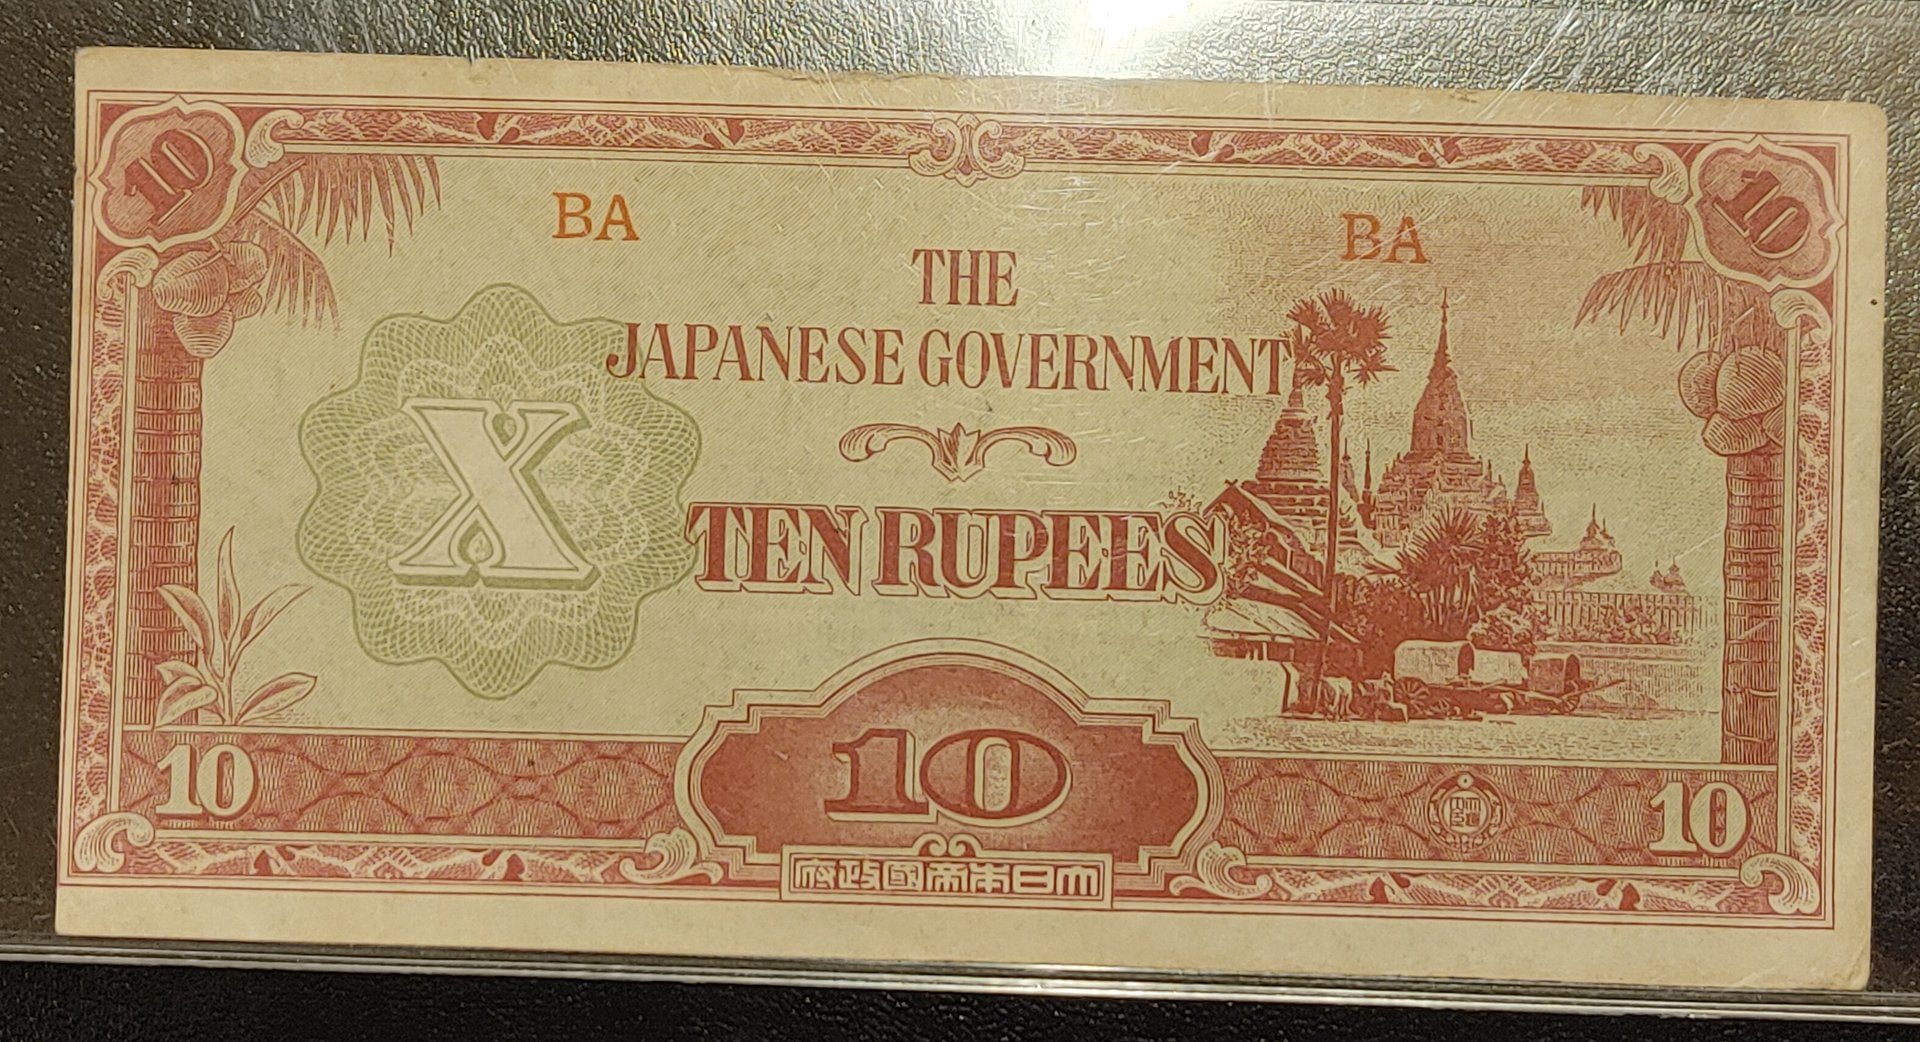 10
10
BA
BA
THE
JAPANESE GOVERNMENT
X
TEN RUPEES
10
10
10
府政國帝本日大